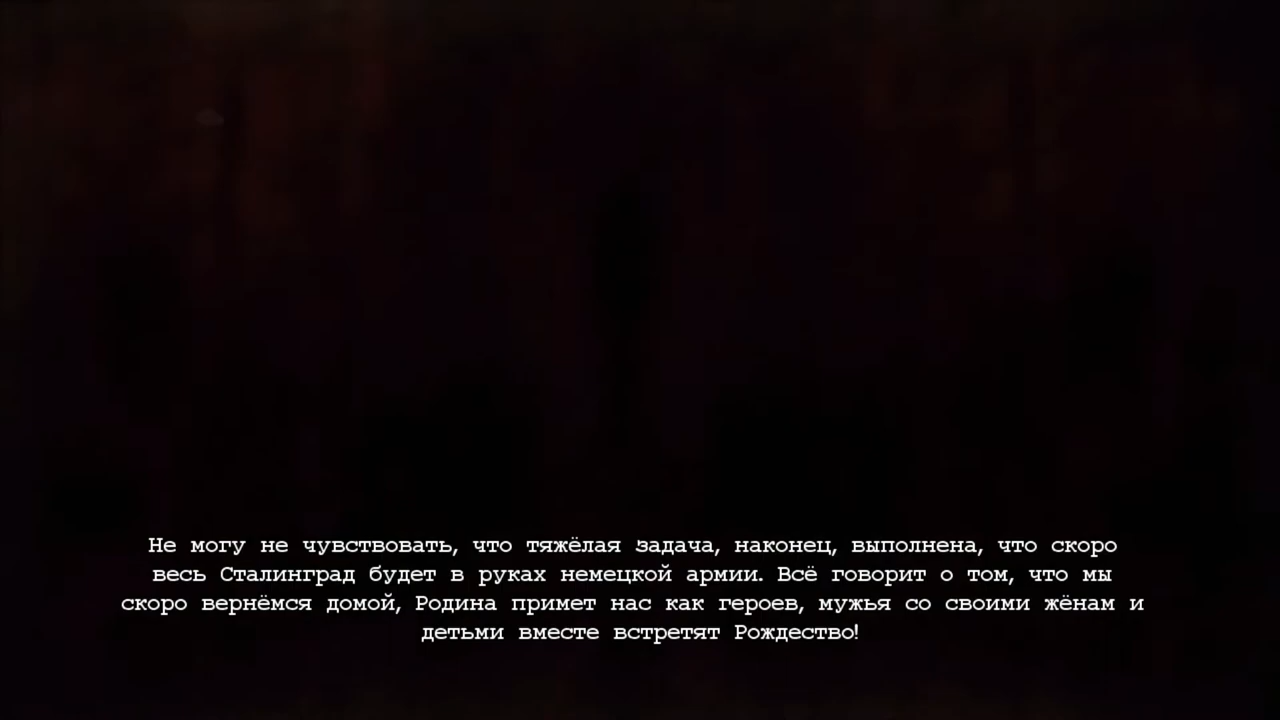 Не могу не чувствовать, что тяжёлая задача, наконец, выполнена, что скоро
весь Сталинград будет в руках немецкой армии. Всё говорит о том, что мы
скоро вернёмся домой, Родина примет нас как героев, мужья со своими жёнам и
детьми вместе встретят Рождество!